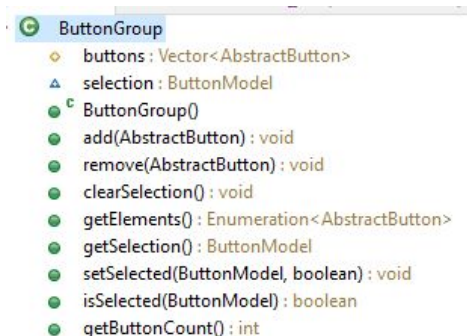 ButtonGroup
buttons : Vector<AbstractButton>
selection : ButtonModel
C ButtonGroup()
add(AbstractButton) : void
remove(AbstractButton) : void
clearSelection() : void
getElements() : Enumeration<AbstractButton>
getSelection() : ButtonModel
setSelected(ButtonModel, boolean) : void
isSelected(ButtonModel) : boolean
getButtonCount() : int